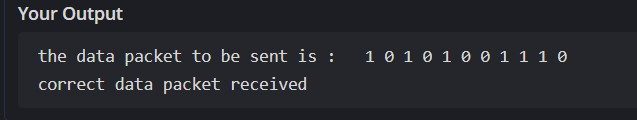 Your Output
the data packet to be sent is :   1 0 1 0 1 0 0 1 1 1 0
correct data packet received